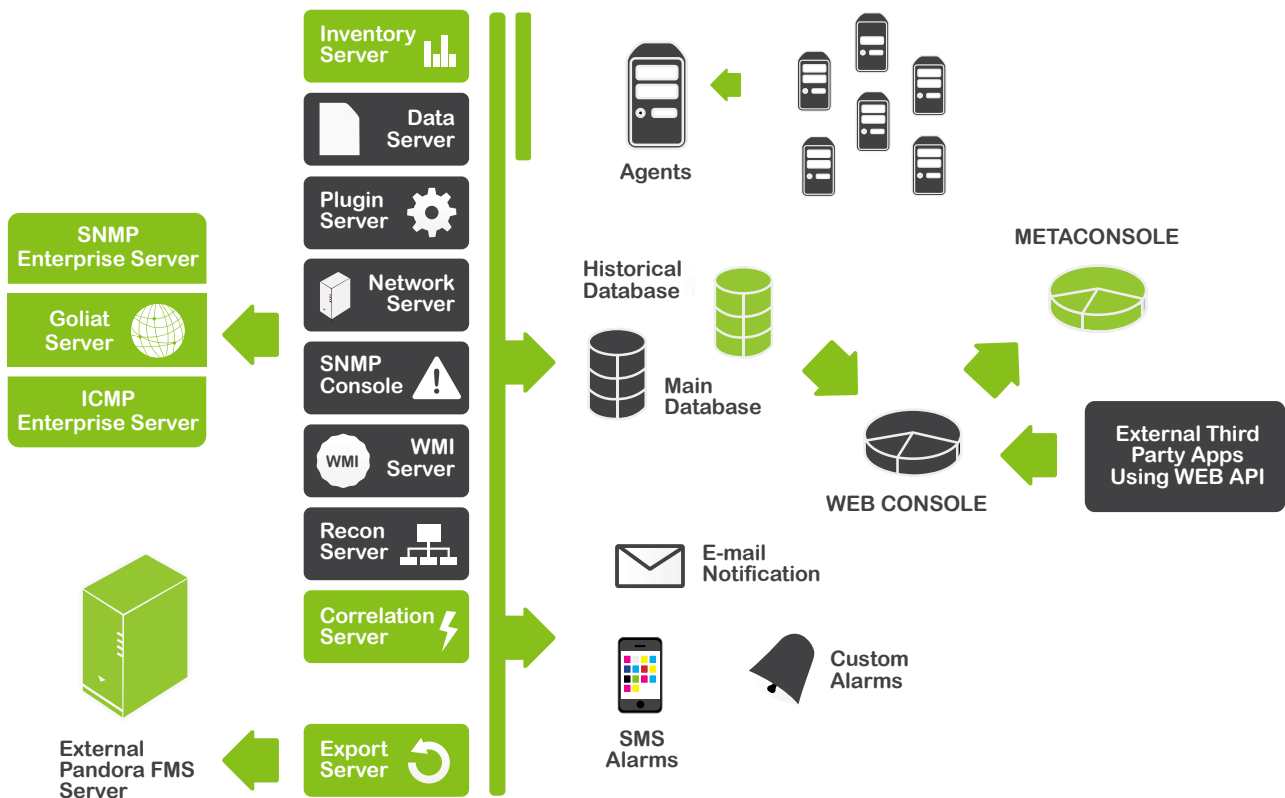 Inventory
Server
Data
Server
Plugin
Server
Network
Server
SNMP
Console
WMI
WMI
Server
Recon
Server
Correlation
Server
Export
Server
SNMP
Enterprise Server
Goliat
Server
ICMP
Enterprise Server
External
Pandora FMS
Server
Agents
Historical
Database
Main
Database
METACONSOLE
WEB CONSOLE
External Third
Party Apps
Using WEB API
E-mail
Notification
SMS
Alarms
Custom
Alarms